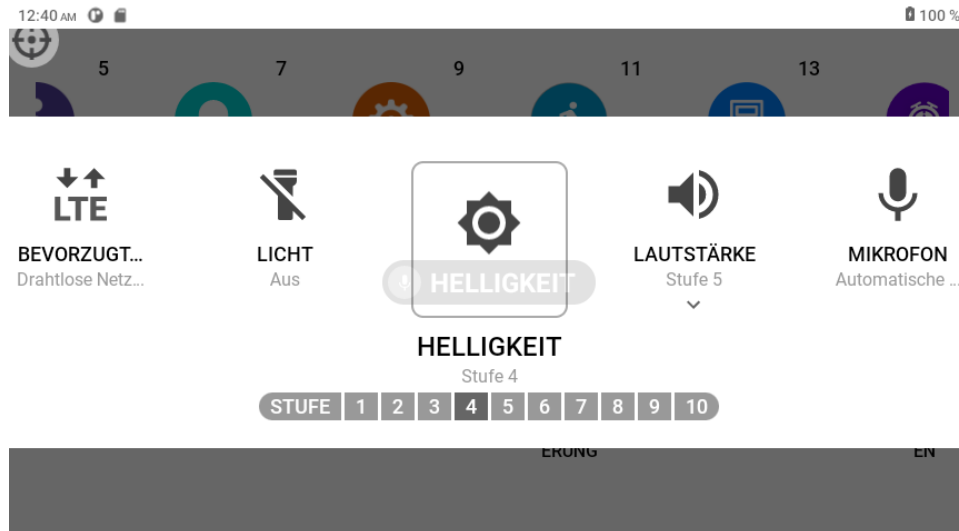 12:40 AM 100 %
5 7 9 11 13
LTE
BEVORZUGT... LICHT HELLIGKEIT LAUTSTÄRKE MIKROFON
Drahtlose Netz... Aus Stufe 5 Automatische ...
HELLIGKEIT
Stufe 4
STUFE 1 2 3 4 5 6 7 8 9 10
ERUNG EN